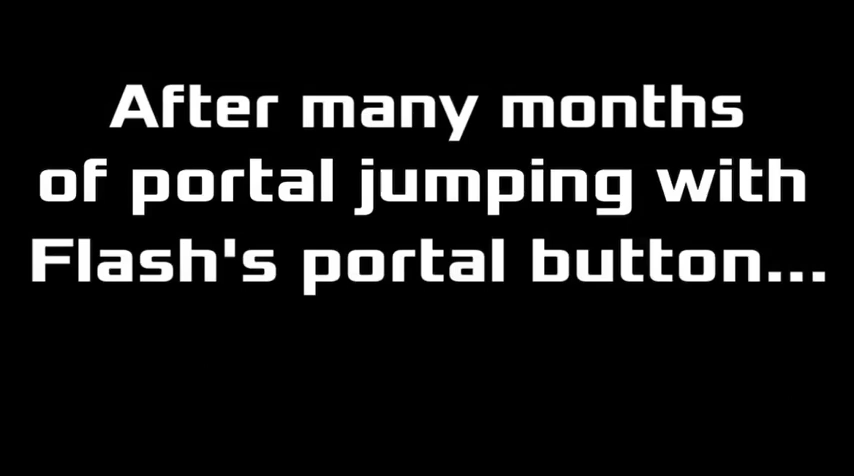 After many months
of portal jumping with
Flash's portal button...